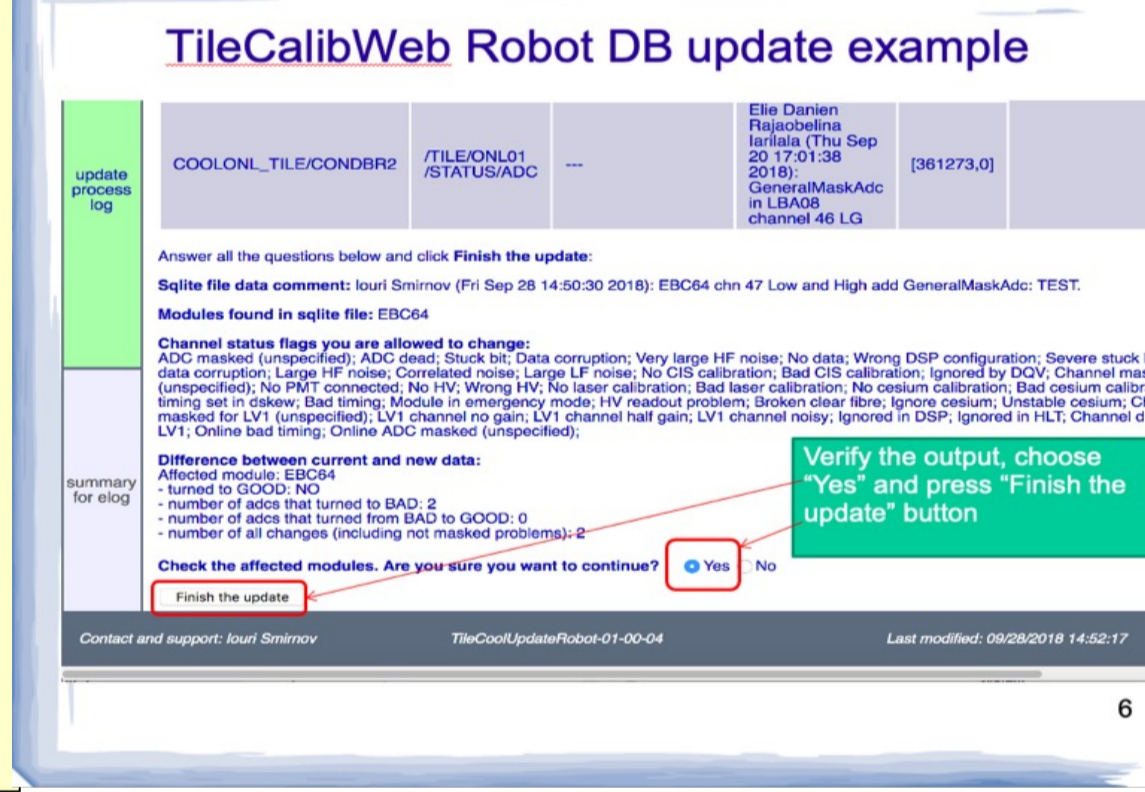 TileCalibWeb Robot DB update example
update
process
log
COOLONL_TILE/CONDBR2
/TILE/ONL01
/STATUS/ADC
---
Elie Danien
Rajaobelina
Iarilala (Thu Sep
20 17:01:38
2018):
GeneralMaskAdc
in LBA08
channel 46 LG
[361273,0]
Answer all the questions below and click Finish the update:
Sqlite file data comment: Iouri Smirnov (Fri Sep 28 14:50:30 2018): EBC64 chn 47 Low and High add GeneralMaskAdc: TEST.
Modules found in sqlite file: EBC64
Channel status flags you are allowed to change:
ADC masked (unspecified); ADC dead; Stuck bit; Data corruption; Very large HF noise; No data; Wrong DSP configuration; Severe stuck
data corruption; Large HF noise; Correlated noise; Large LF noise; No CIS calibration; Bad CIS calibration; Ignored by DQV; Channel mas
(unspecified); No PMT connected; No HV; Wrong HV; No laser calibration; Bad laser calibration; No cesium calibration; Bad cesium calibr
timing set in dskew; Bad timing; Module in emergency mode; HV readout problem; Broken clear fibre; Ignore cesium; Unstable cesium; C
masked for LV1 (unspecified); LV1 channel no gain; LV1 channel half gain; LV1 channel noisy; Ignored in DSP; Ignored in HLT; Channel d
LV1; Online bad timing; Online ADC masked (unspecified);
summary
for elog
Difference between current and new data:
Affected module: EBC64
- turned to GOOD: NO
- number of adcs that turned to BAD: 2
- number of adcs that turned from BAD to GOOD: 0
- number of all changes (including not masked problems): 2
Verify the output, choose
“Yes” and press “Finish the
update” button
Check the affected modules. Are you sure you want to continue? Yes No
Finish the update
Contact and support: Iouri Smirnov
TileCoolUpdateRobot-01-00-04
Last modified: 09/28/2018 14:52:17
6